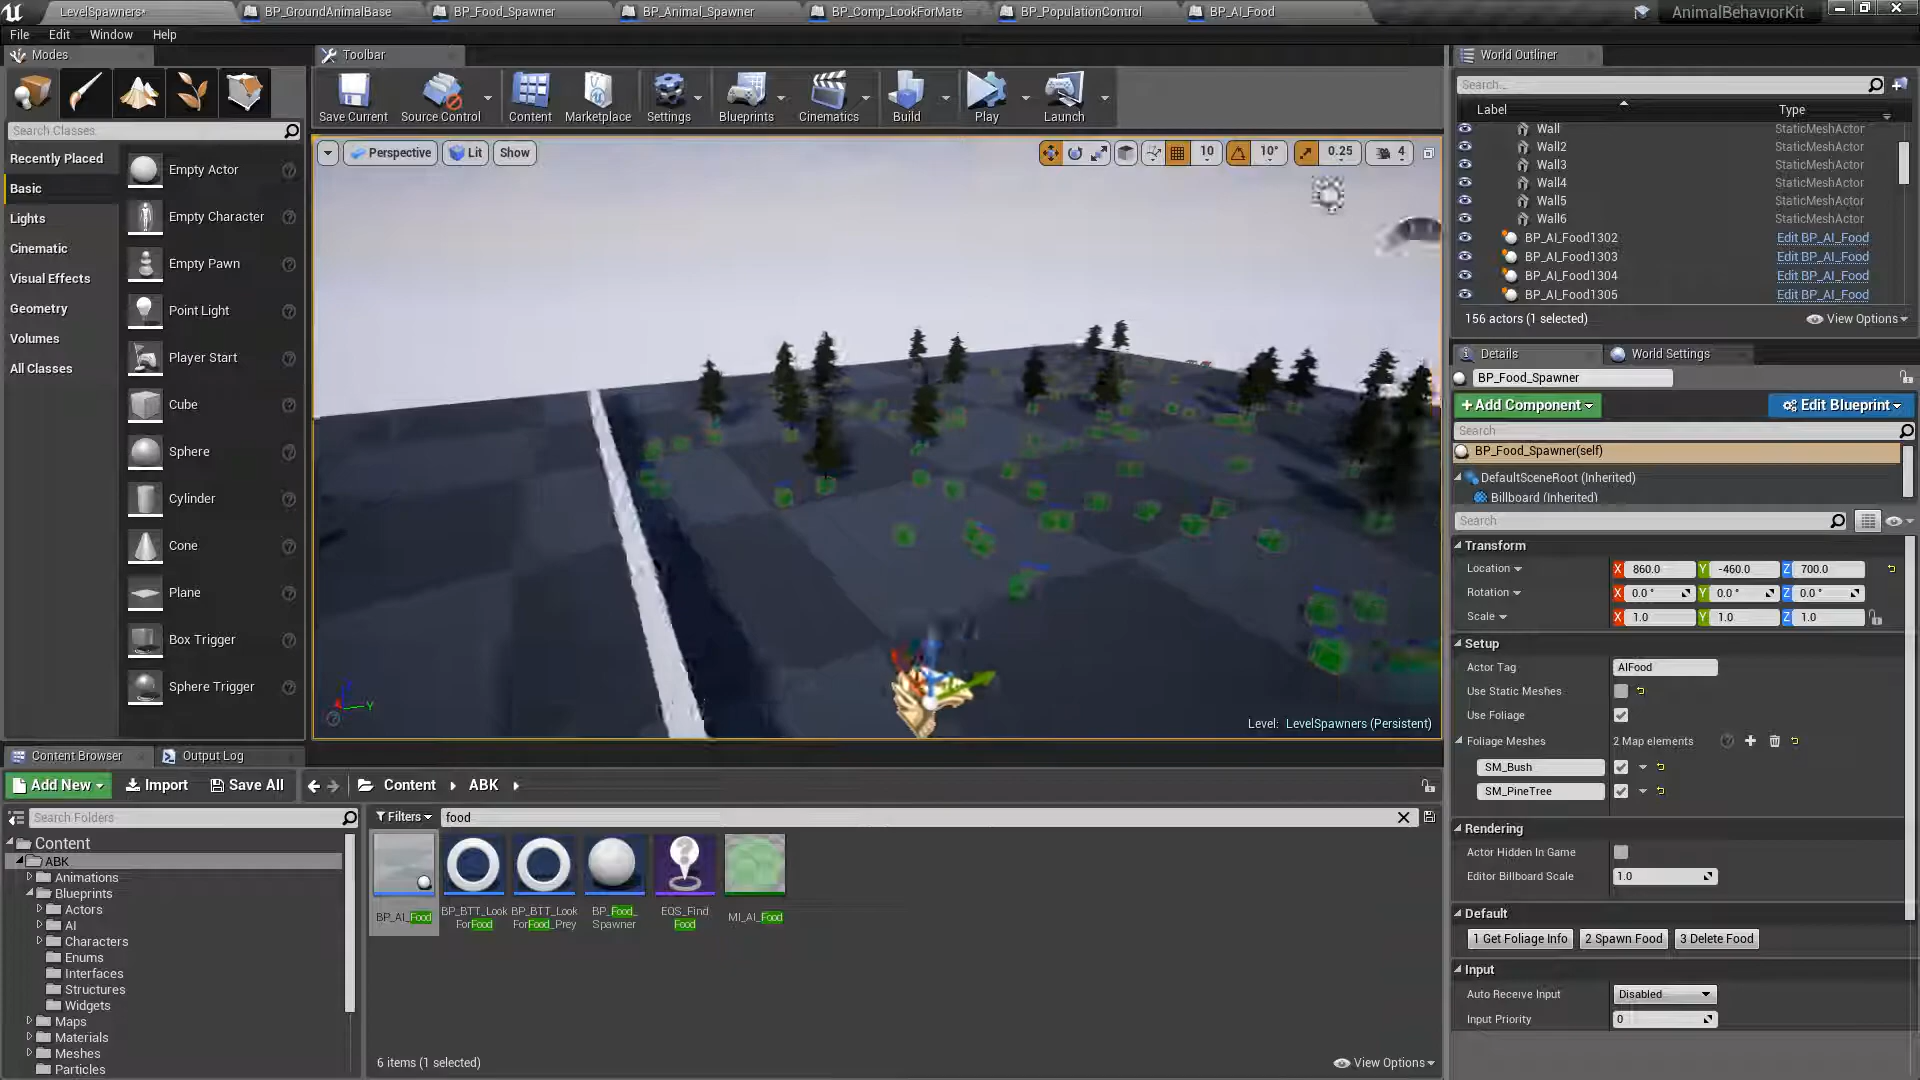 LevelSpawners*
BP_GroundAnimalBase
BP_Food_Spawner
BP_Animal_Spawner
BP_Comp_LookForMate
BP_PopulationControl
BP_AI_Food
AnimalBehaviorKit
File Edit Window Help
Modes
Toolbar
World Outliner
Save Current
Source Control
Content
Marketplace
Settings
Blueprints
Cinematics
Build
Play
Launch
Search Classes
Recently Placed
Basic
Lights
Cinematic
Visual Effects
Geometry
Volumes
All Classes
Empty Actor
Empty Character
Empty Pawn
Point Light
Player Start
Cube
Sphere
Cylinder
Cone
Plane
Box Trigger
Sphere Trigger
Perspective
Lit
Show
10
10°
0.25
4
Level: LevelSpawners (Persistent)
Search...
Label Type
Wall StaticMeshActor
Wall2 StaticMeshActor
Wall3 StaticMeshActor
Wall4 StaticMeshActor
Wall5 StaticMeshActor
Wall6 StaticMeshActor
BP_AI_Food1302 Edit BP_AI_Food
BP_AI_Food1303 Edit BP_AI_Food
BP_AI_Food1304 Edit BP_AI_Food
BP_AI_Food1305 Edit BP_AI_Food
156 actors (1 selected)
View Options
Details
World Settings
BP_Food_Spawner
+Add Component
Edit Blueprint
Search
BP_Food_Spawner(self)
DefaultSceneRoot (Inherited)
Billboard (Inherited)
Search
Transform
Location X 860.0 Y -460.0 Z 700.0
Rotation X 0.0° Y 0.0° Z 0.0°
Scale X 1.0 Y 1.0 Z 1.0
Setup
Actor Tag AIFood
Use Static Meshes
Use Foliage
Foliage Meshes 2 Map elements
SM_Bush
SM_PineTree
Rendering
Actor Hidden In Game
Editor Billboard Scale 1.0
Default
1 Get Foliage Info
2 Spawn Food
3 Delete Food
Input
Auto Receive Input Disabled
Input Priority 0
Content Browser
Output Log
Add New
Import
Save All
Content
ABK
Search Folders
Filters
food
Content
ABK
Animations
Blueprints
Actors
AI
Characters
Enums
Interfaces
Structures
Widgets
Maps
Materials
Meshes
Particles
BP_AI_Food
BP_BTT_Look
ForFood
BP_BTT_Look
ForFood_Prey
BP_Food_
Spawner
EQS_Find
Food
MI_AI_Food
6 items (1 selected)
View Options